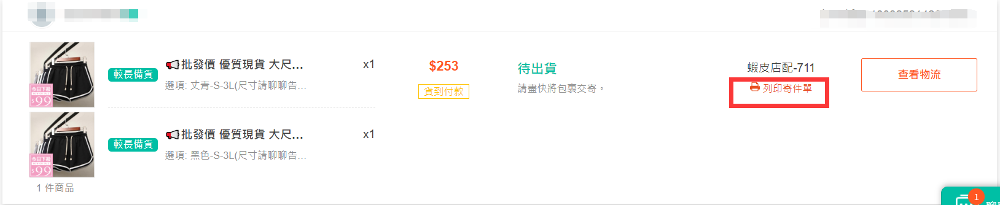 較長備貨
批發價 優質現貨 大尺...
x1
選項: 丈青-S-3L(尺寸請聊聊告...
$253
貨到付款
待出貨
請盡快將包裹交寄。
蝦皮店配-711
列印寄件單
查看物流
今日下殺
$99
較長備貨
批發價 優質現貨 大尺...
x1
選項: 黑色-S-3L(尺寸請聊聊告...
今日下殺
$99
1 件商品
1